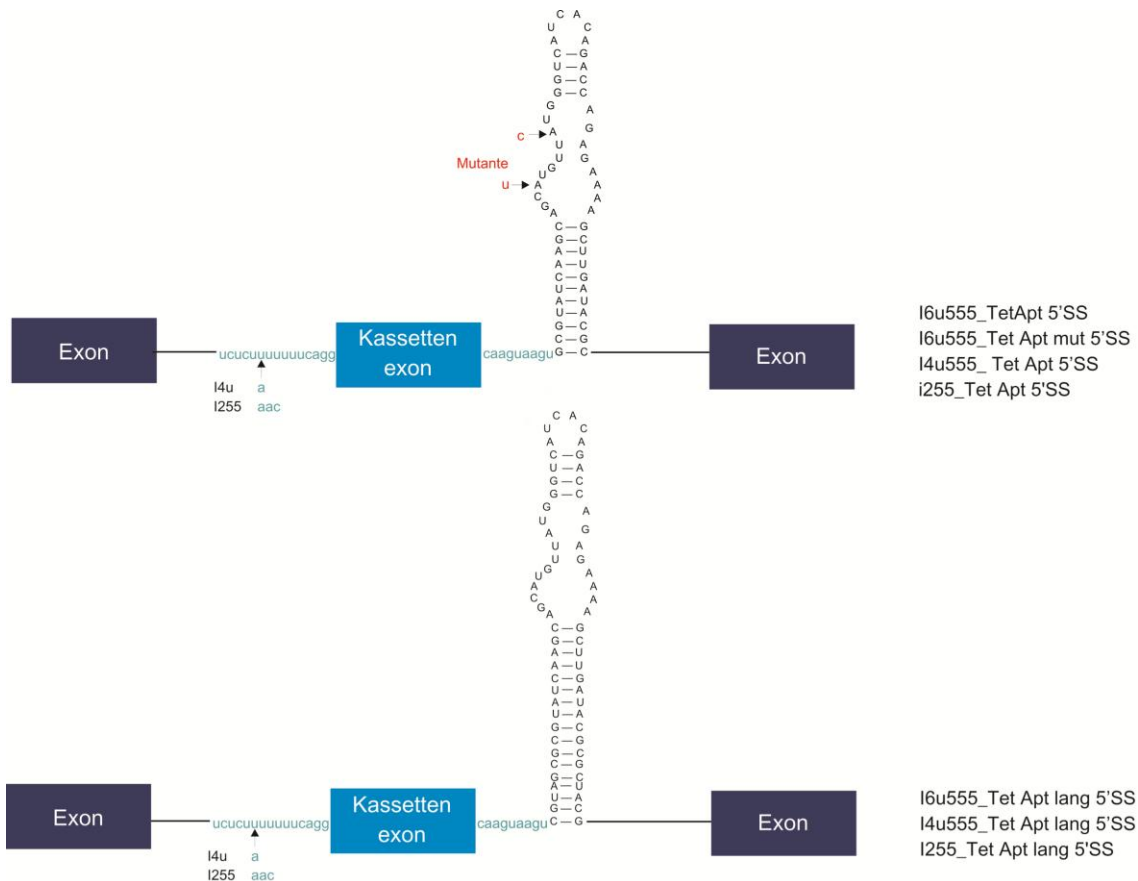 Exon
ucucuuuuuuucagg
I4u a
I255 aac
Kassetten
exon
caaguaagu
GCGUAUCAAGCAGCAUGUUAUGGGUCAUCACAGACCAGAGAAAAGCUUGAUACGC
c
Mutante
u
Exon
I6u555_TetApt 5'SS
I6u555_Tet Apt mut 5'SS
I4u555_ Tet Apt 5'SS
i255_Tet Apt 5'SS
Exon
ucucuuuuuuucagg
I4u a
I255 aac
Kassetten
exon
caaguaagu
CGUAGCGCGUAUCAAGCAGCAUGUUAUGGGUCAUCACAGACCAGAGAAAAGCUUGAUACGCGCUACG
Exon
I6u555_Tet Apt lang 5'SS
I4u555_Tet Apt lang 5'SS
I255_Tet Apt lang 5'SS